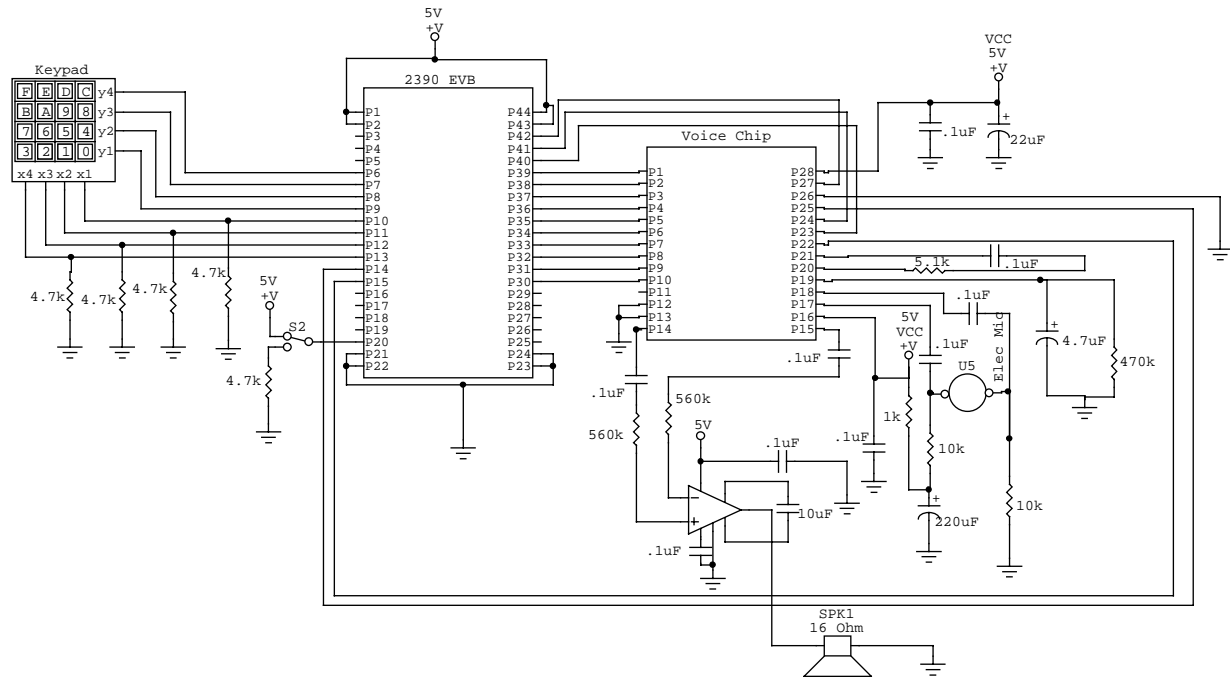 5V
+V
Keypad
F E D C
B A 9 8
7 6 5 4
3 2 1 0
y4
y3
y2
y1
x4 x3 x2 x1
2390 EVB
P1
P2
P3
P4
P5
P6
P7
P8
P9
P10
P11
P12
P13
P14
P15
P16
P17
P18
P19
P20
P21
P22
P44
P43
P42
P41
P40
P39
P38
P37
P36
P35
P34
P33
P32
P31
P30
P29
P28
P27
P26
P25
P24
P23
Voice Chip
P1
P2
P3
P4
P5
P6
P7
P8
P9
P10
P11
P12
P13
P14
P28
P27
P26
P25
P24
P23
P22
P21
P20
P19
P18
P17
P16
P15
VCC
5V
+V
.1uF
+
22uF
4.7k
4.7k
4.7k
4.7k
5V
+V
S2
4.7k
5.1k
.1uF
.1uF
+
4.7uF
470k
5V
VCC
+V
.1uF
Elec Mic
U5
1k
10k
+
220uF
10k
.1uF
.1uF
.1uF
560k
560k
5V
.1uF
10uF
.1uF
SPK1
16 Ohm